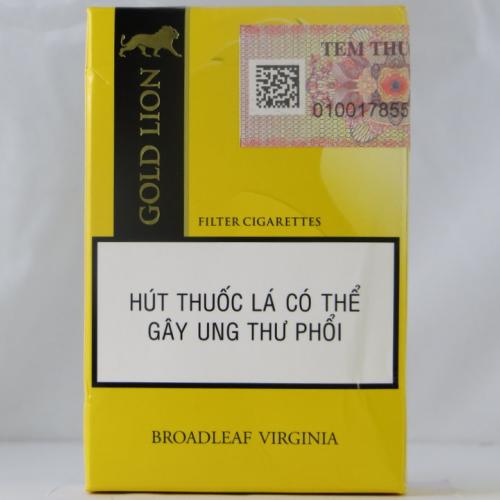 GOLD LION
TEM THU
010017855
FILTER CIGARETTES
HÚT THUỐC LÁ CÓ THỂ
GÂY UNG THƯ PHỔI
BROADLEAF VIRGINIA